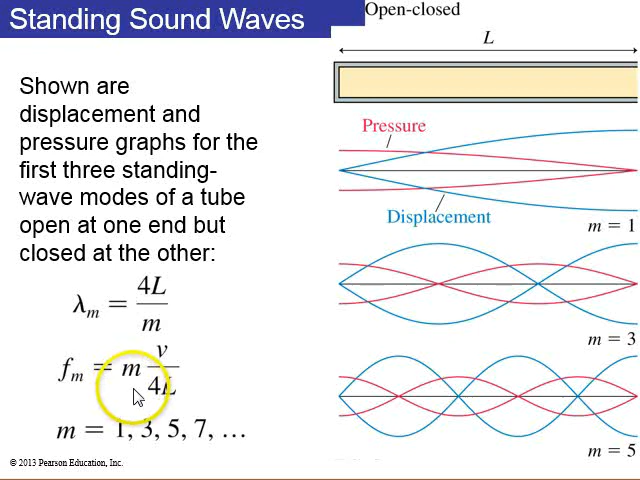 Standing Sound Waves
Shown are
displacement and
pressure graphs for the
first three standing-
wave modes of a tube
open at one end but
closed at the other:
λₘ = 4L/m
fₘ = m v/4L
m = 1, 3, 5, 7, …
© 2013 Pearson Education, Inc.
Open-closed
L
Pressure
Displacement
m = 1
m = 3
m = 5